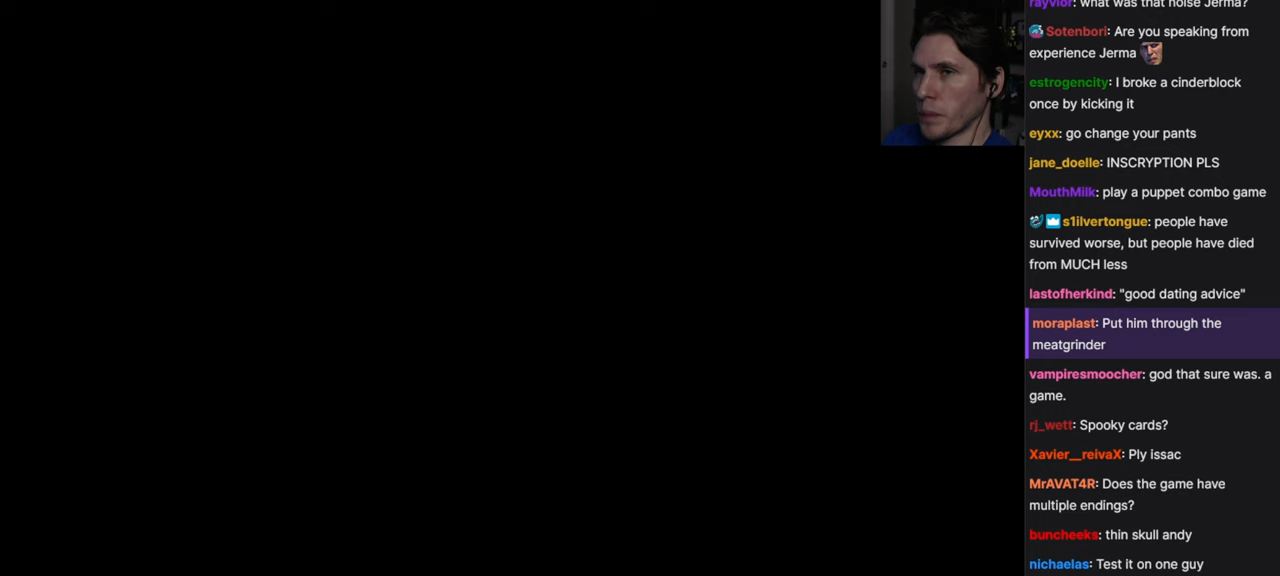 rayvior: what was that noise Jerma?
Sotenbori: Are you speaking from
experience Jerma
estrogencity: I broke a cinderblock
once by kicking it
eyxx: go change your pants
jane_doelle: INSCRYPTION PLS
MouthMilk: play a puppet combo game
s1ilvertongue: people have
survived worse, but people have died
from MUCH less
lastofherkind: "good dating advice"
moraplast: Put him through the
meatgrinder
vampiresmoocher: god that sure was. a
game.
rj_wett: Spooky cards?
Xavier__reivaX: Ply issac
MrAVAT4R: Does the game have
multiple endings?
buncheeks: thin skull andy
nichaelas: Test it on one guy